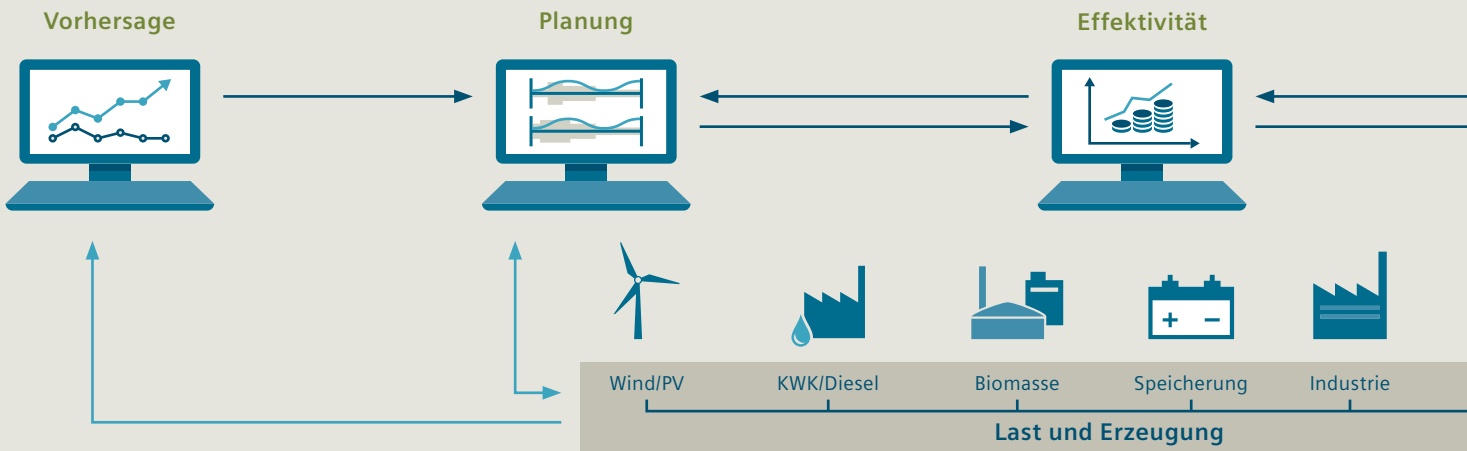 Vorhersage
Planung
Effektivität
Wind/PV
KWK/Diesel
Biomasse
Speicherung
Industrie
Last und Erzeugung